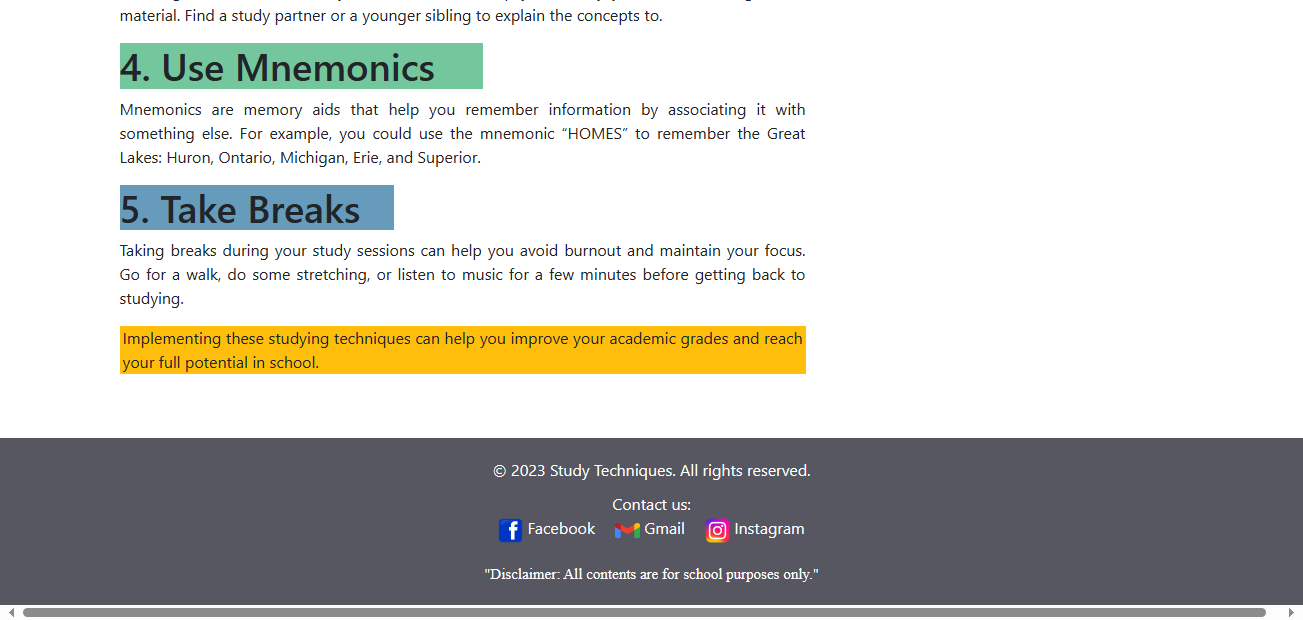 material. Find a study partner or a younger sibling to explain the concepts to.
4. Use Mnemonics
Mnemonics are memory aids that help you remember information by associating it with
something else. For example, you could use the mnemonic “HOMES” to remember the Great
Lakes: Huron, Ontario, Michigan, Erie, and Superior.
5. Take Breaks
Taking breaks during your study sessions can help you avoid burnout and maintain your focus.
Go for a walk, do some stretching, or listen to music for a few minutes before getting back to
studying.
Implementing these studying techniques can help you improve your academic grades and reach
your full potential in school.
© 2023 Study Techniques. All rights reserved.
Contact us:
Facebook Gmail Instagram
"Disclaimer: All contents are for school purposes only."